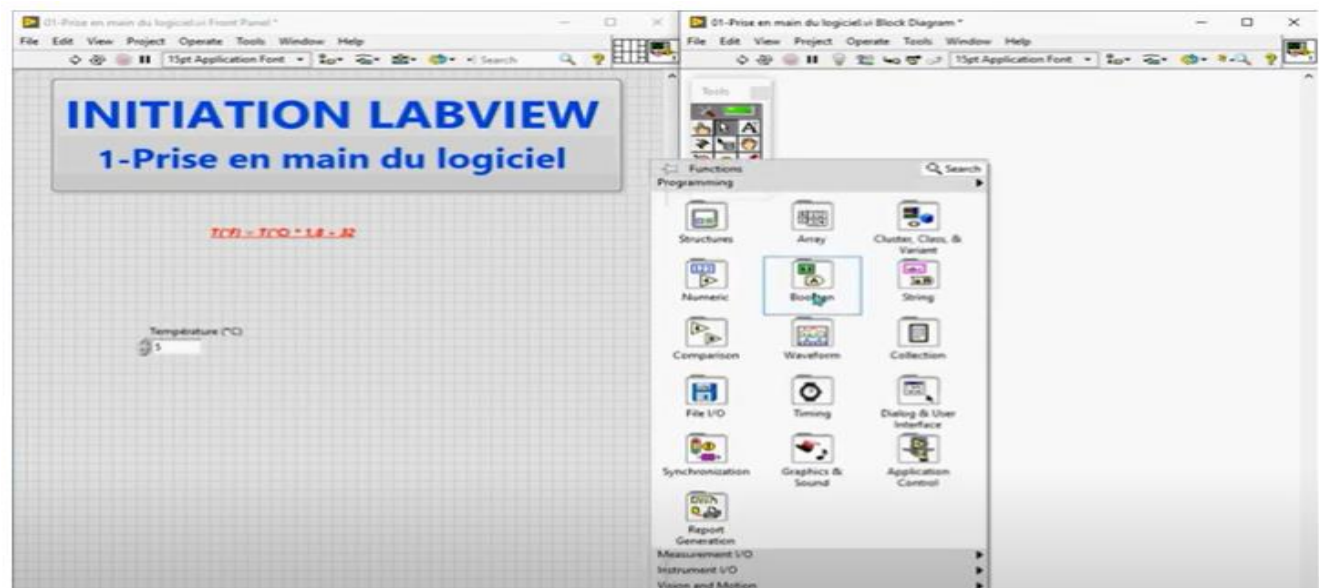 01-Prise en main du logiciel.vi Front Panel *
File Edit View Project Operate Tools Window Help
15pt Application Font
Search
INITIATION LABVIEW
1-Prise en main du logiciel
T(°F) = T(°C) * 1,8 + 32
Température (°C)
5
01-Prise en main du logiciel.vi Block Diagram *
File Edit View Project Operate Tools Window Help
15pt Application Font
Tools
Functions
Search
Programming
Structures
Array
Cluster, Class, &
Variant
Numeric
Boolean
String
Comparison
Waveform
Collection
File I/O
Timing
Dialog & User
Interface
Synchronization
Graphics &
Sound
Application
Control
Report
Generation
Measurement I/O
Instrument I/O
Vision and Motion